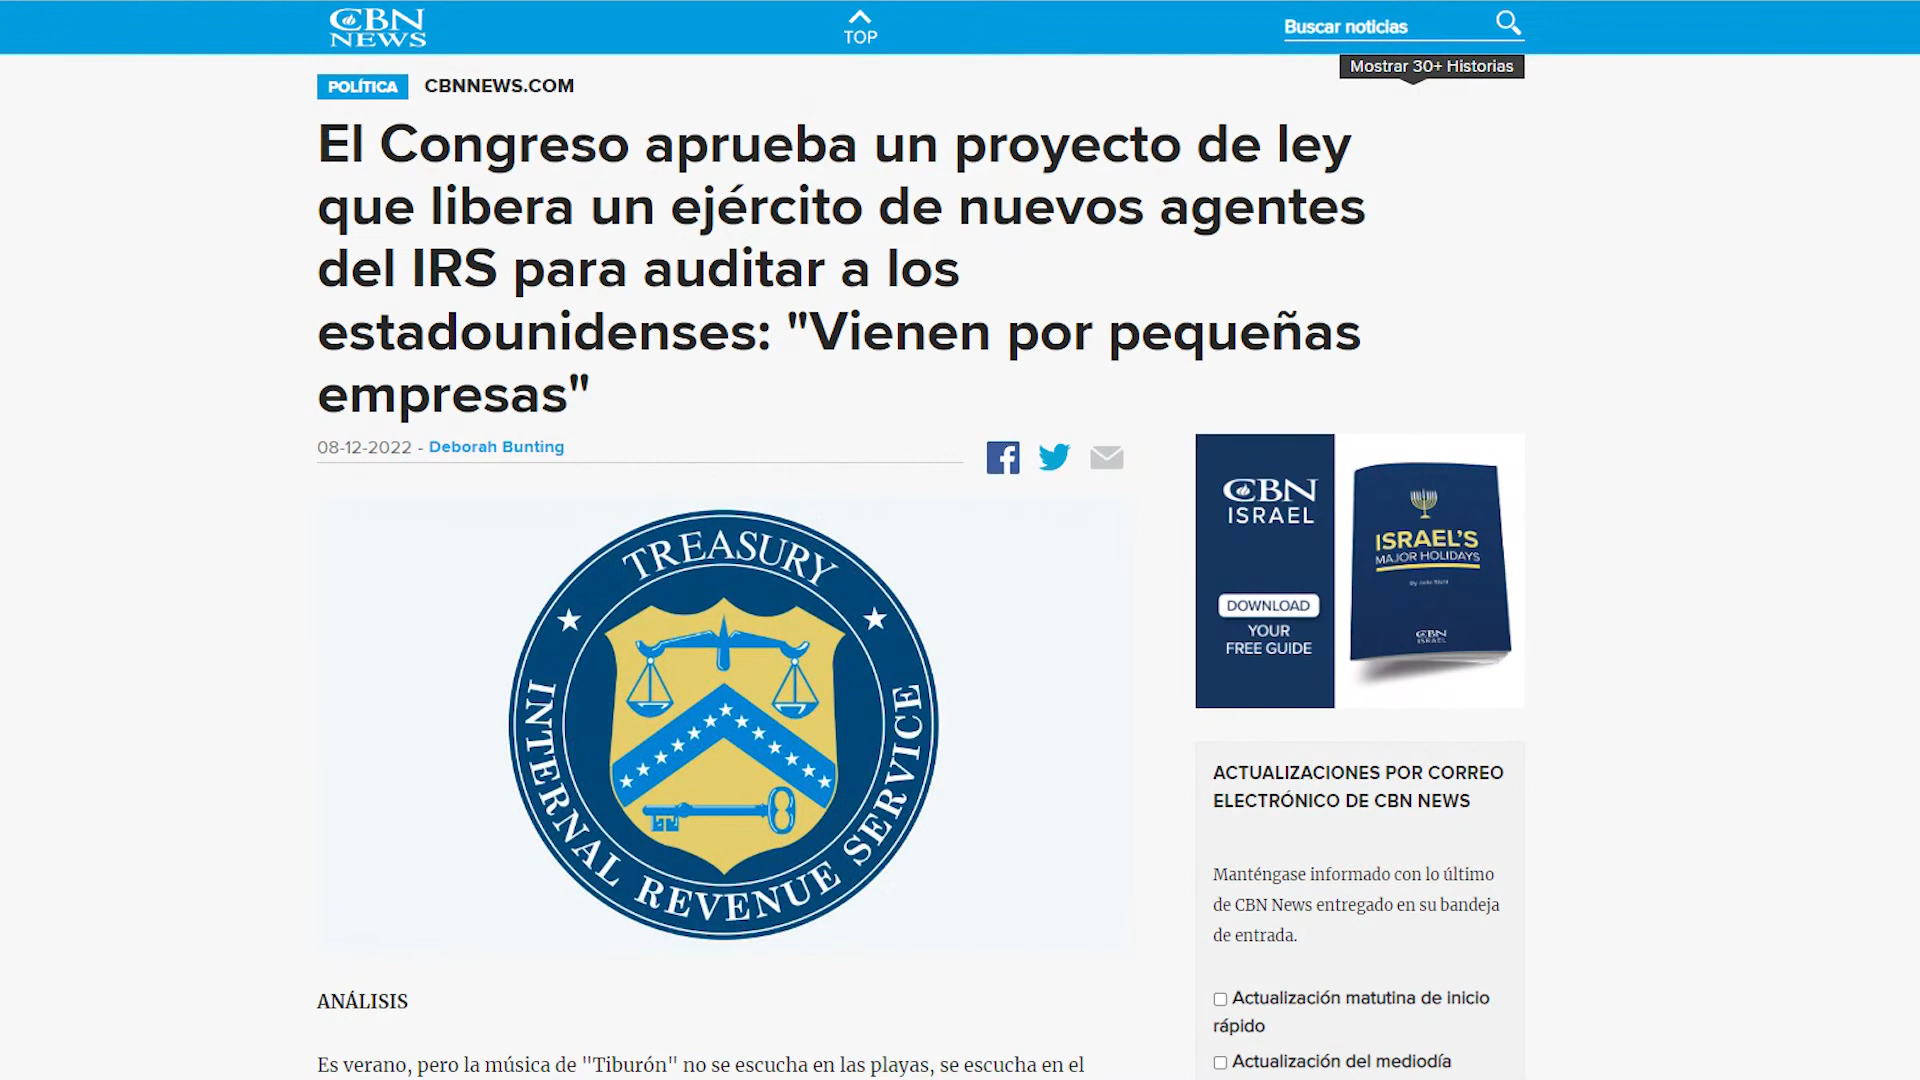 CBN NEWS
TOP
Buscar noticias
Mostrar 30+ Historias
POLÍTICA CBNNEWS.COM
El Congreso aprueba un proyecto de ley
que libera un ejército de nuevos agentes
del IRS para auditar a los
estadounidenses: "Vienen por pequeñas
empresas"
08-12-2022 - Deborah Bunting
TREASURY
INTERNAL REVENUE SERVICE
ANÁLISIS
Es verano, pero la música de "Tiburón" no se escucha en las playas, se escucha en el
CBN
ISRAEL
DOWNLOAD
YOUR
FREE GUIDE
ISRAEL'S
MAJOR HOLIDAYS
CBN
ISRAEL
ACTUALIZACIONES POR CORREO
ELECTRÓNICO DE CBN NEWS
Manténgase informado con lo último
de CBN News entregado en su bandeja
de entrada.
Actualización matutina de inicio
rápido
Actualización del mediodía